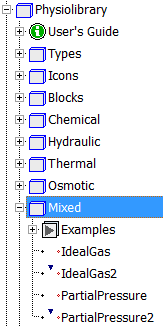 Physiolibrary
User's Guide
Types
Icons
Blocks
Chemical
Hydraulic
Thermal
Osmotic
Mixed
Examples
IdealGas
IdealGas2
PartialPressure
PartialPressure2